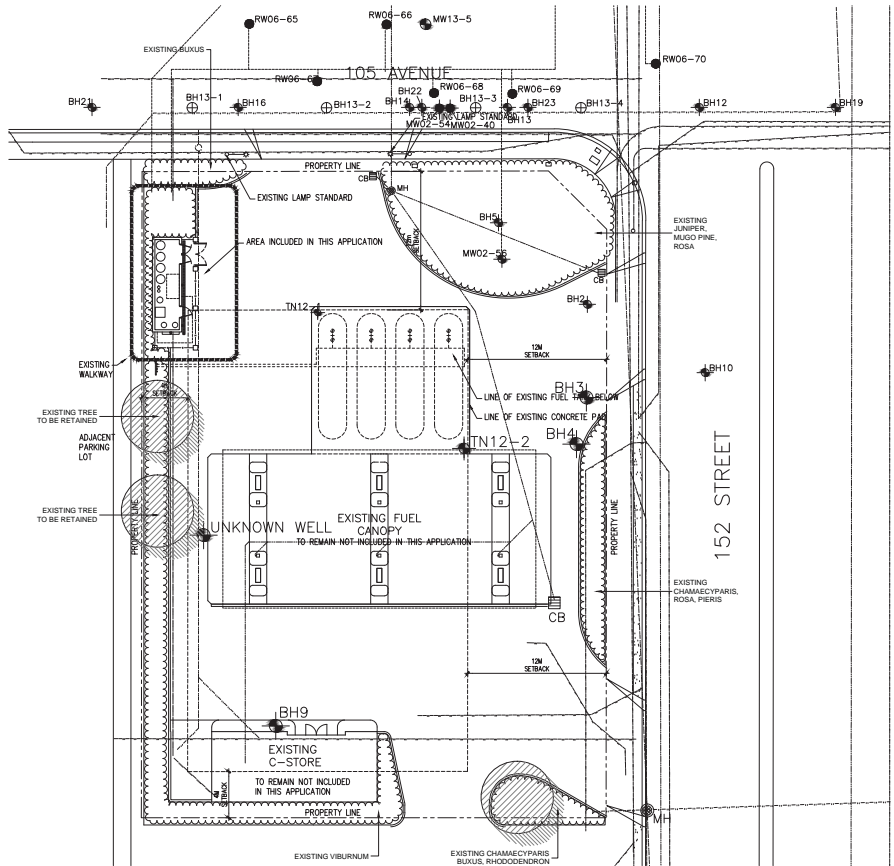 RW06-65
RW06-66
MW13-5
EXISTING BUXUS
105 AVENUE
RW06-67
RW06-68
RW06-69
RW06-70
BH21
BH13-1
BH16
BH13-2
BH14
BH22
BH13-3
BH13
BH23
BH13-4
BH12
BH19
EXISTING LAMP STANDARD
MW02-54
MW02-40
PROPERTY LINE
CB
MH
EXISTING LAMP STANDARD
AREA INCLUDED IN THIS APPLICATION
12m
SETBACK
BH5
MW02-56
CB
EXISTING
JUNIPER,
MUGO PINE,
ROSA
TN12-1
BH2
12M
SETBACK
EXISTING
WALKWAY
BH10
4M
SETBACK
LINE OF EXISTING FUEL TANK BELOW
BH3
LINE OF EXISTING CONCRETE PAD
EXISTING TREE
TO BE RETAINED
ADJACENT
PARKING
LOT
TN12-2
BH4
152 STREET
EXISTING TREE
TO BE RETAINED
PROPERTY LINE
UNKNOWN WELL
EXISTING FUEL
CANOPY
TO REMAIN NOT INCLUDED IN THIS APPLICATION
PROPERTY LINE
CB
EXISTING
CHAMAECYPARIS,
ROSA, PIERIS
12M
SETBACK
BH9
EXISTING
C-STORE
TO REMAIN NOT INCLUDED
IN THIS APPLICATION
4M
SETBACK
PROPERTY LINE
MH
EXISTING VIBURNUM
EXISTING CHAMAECYPARIS
BUXUS, RHODODENDRON